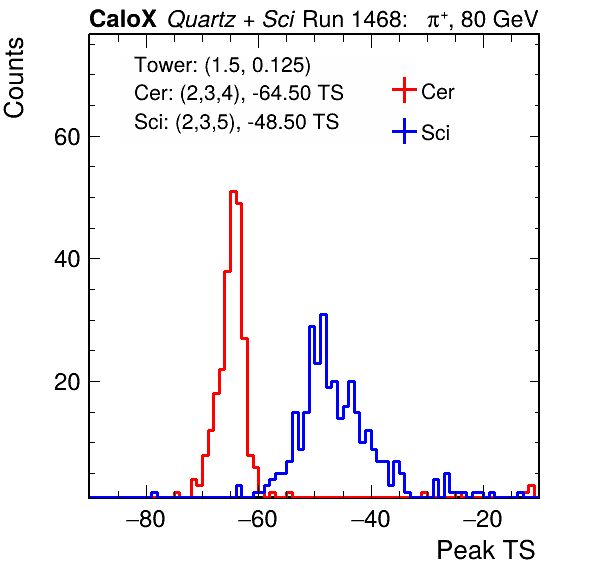 CaloX Quartz + Sci Run 1468: π⁺, 80 GeV
Counts
Tower: (1.5, 0.125)
Cer: (2,3,4), -64.50 TS
Sci: (2,3,5), -48.50 TS
Cer
Sci
60
40
20
−80 −60 −40 −20
Peak TS